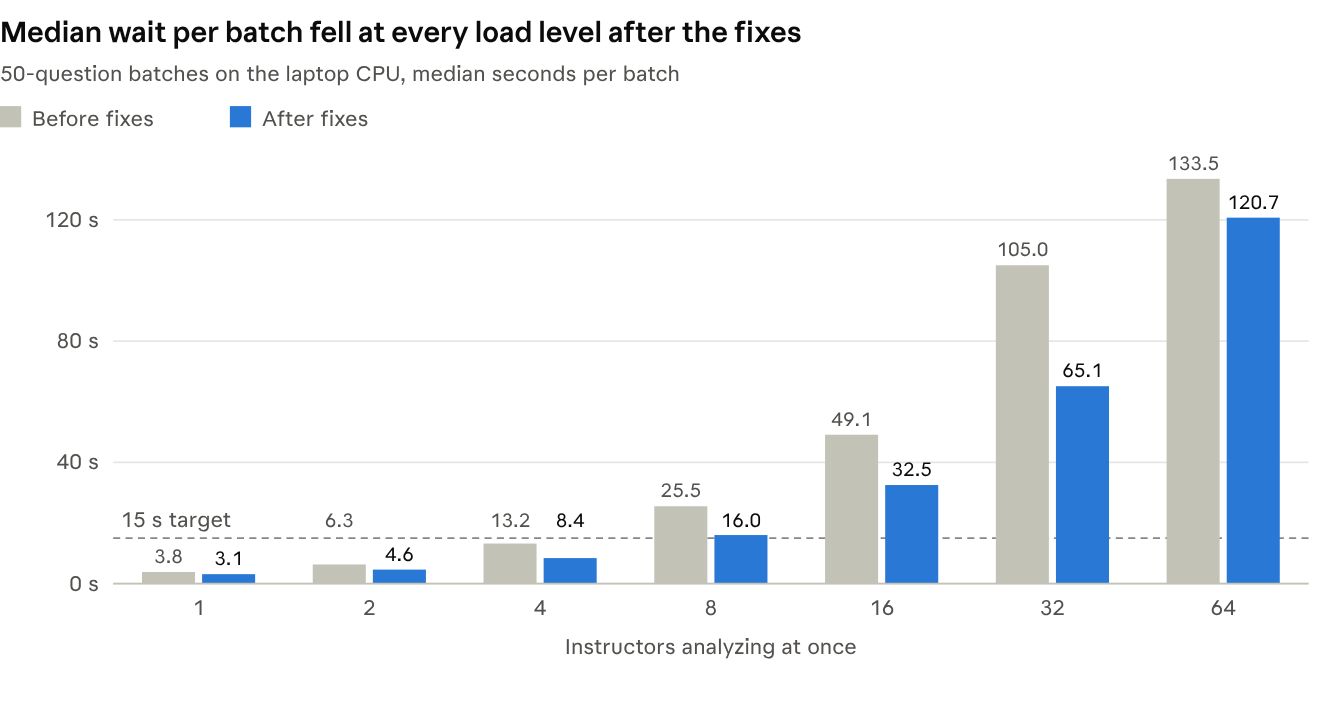 Median wait per batch fell at every load level after the fixes
50-question batches on the laptop CPU, median seconds per batch
Before fixes After fixes
133.5
120 s 120.7
105.0
80 s
65.1
49.1
40 s 32.5
25.5
15 s target 6.3 13.2 8.4 16.0
3.8 3.1 4.6
0 s
1 2 4 8 16 32 64
Instructors analyzing at once